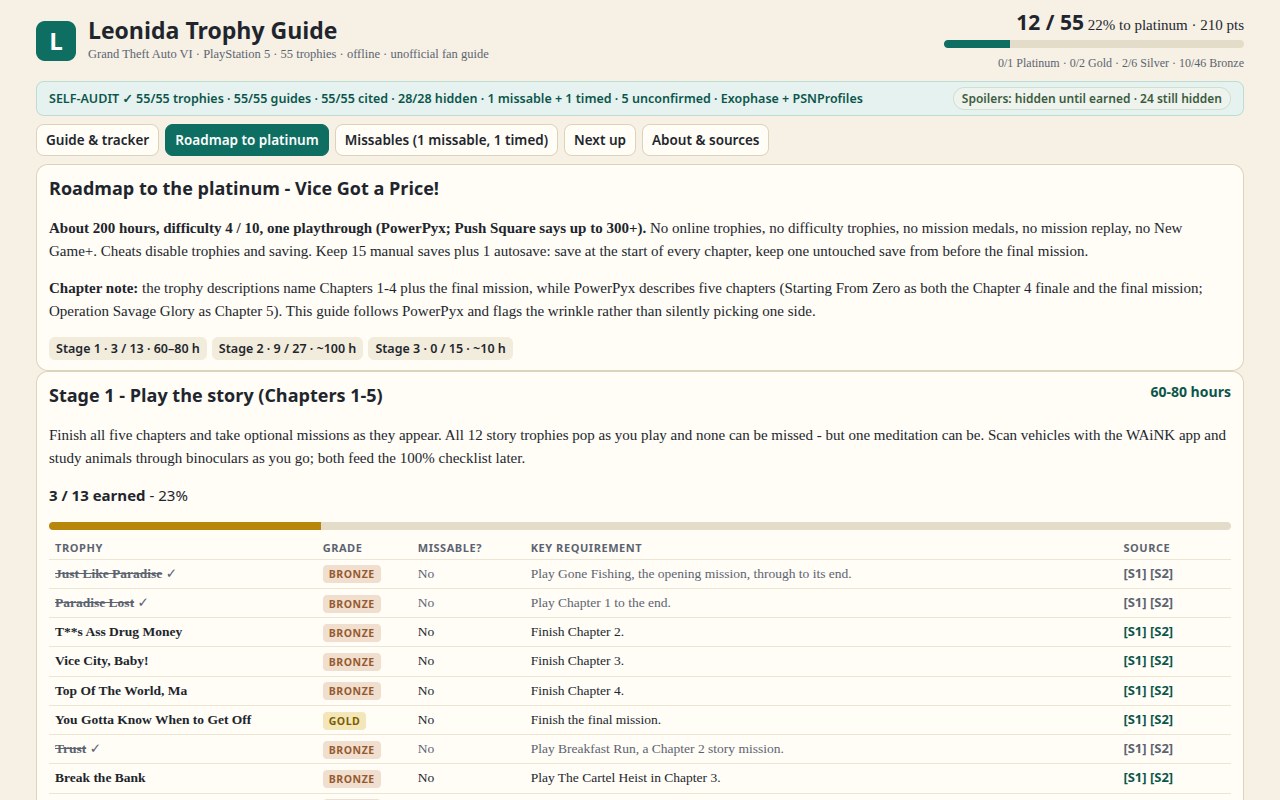 L
Leonida Trophy Guide
Grand Theft Auto VI · PlayStation 5 · 55 trophies · offline · unofficial fan guide
12 / 55 22% to platinum · 210 pts
0/1 Platinum · 0/2 Gold · 2/6 Silver · 10/46 Bronze
SELF-AUDIT ✓ 55/55 trophies · 55/55 guides · 55/55 cited · 28/28 hidden · 1 missable + 1 timed · 5 unconfirmed · Exophase + PSNProfiles
Spoilers: hidden until earned · 24 still hidden
Guide & tracker
Roadmap to platinum
Missables (1 missable, 1 timed)
Next up
About & sources
Roadmap to the platinum - Vice Got a Price!
About 200 hours, difficulty 4 / 10, one playthrough (PowerPyx; Push Square says up to 300+). No online trophies, no difficulty trophies, no mission medals, no mission replay, no New
Game+. Cheats disable trophies and saving. Keep 15 manual saves plus 1 autosave: save at the start of every chapter, keep one untouched save from before the final mission.
Chapter note: the trophy descriptions name Chapters 1-4 plus the final mission, while PowerPyx describes five chapters (Starting From Zero as both the Chapter 4 finale and the final mission;
Operation Savage Glory as Chapter 5). This guide follows PowerPyx and flags the wrinkle rather than silently picking one side.
Stage 1 · 3 / 13 · 60–80 h
Stage 2 · 9 / 27 · ~100 h
Stage 3 · 0 / 15 · ~10 h
Stage 1 - Play the story (Chapters 1-5)
60-80 hours
Finish all five chapters and take optional missions as they appear. All 12 story trophies pop as you play and none can be missed - but one meditation can be. Scan vehicles with the WAiNK app and
study animals through binoculars as you go; both feed the 100% checklist later.
3 / 13 earned - 23%
TROPHY GRADE MISSABLE? KEY REQUIREMENT SOURCE
Just Like Paradise ✓ BRONZE No Play Gone Fishing, the opening mission, through to its end. [S1] [S2]
Paradise Lost ✓ BRONZE No Play Chapter 1 to the end. [S1] [S2]
T**s Ass Drug Money BRONZE No Finish Chapter 2. [S1] [S2]
Vice City, Baby! BRONZE No Finish Chapter 3. [S1] [S2]
Top Of The World, Ma BRONZE No Finish Chapter 4. [S1] [S2]
You Gotta Know When to Get Off GOLD No Finish the final mission. [S1] [S2]
Trust ✓ BRONZE No Play Breakfast Run, a Chapter 2 story mission. [S1] [S2]
Break the Bank BRONZE No Play The Cartel Heist in Chapter 3. [S1] [S2]